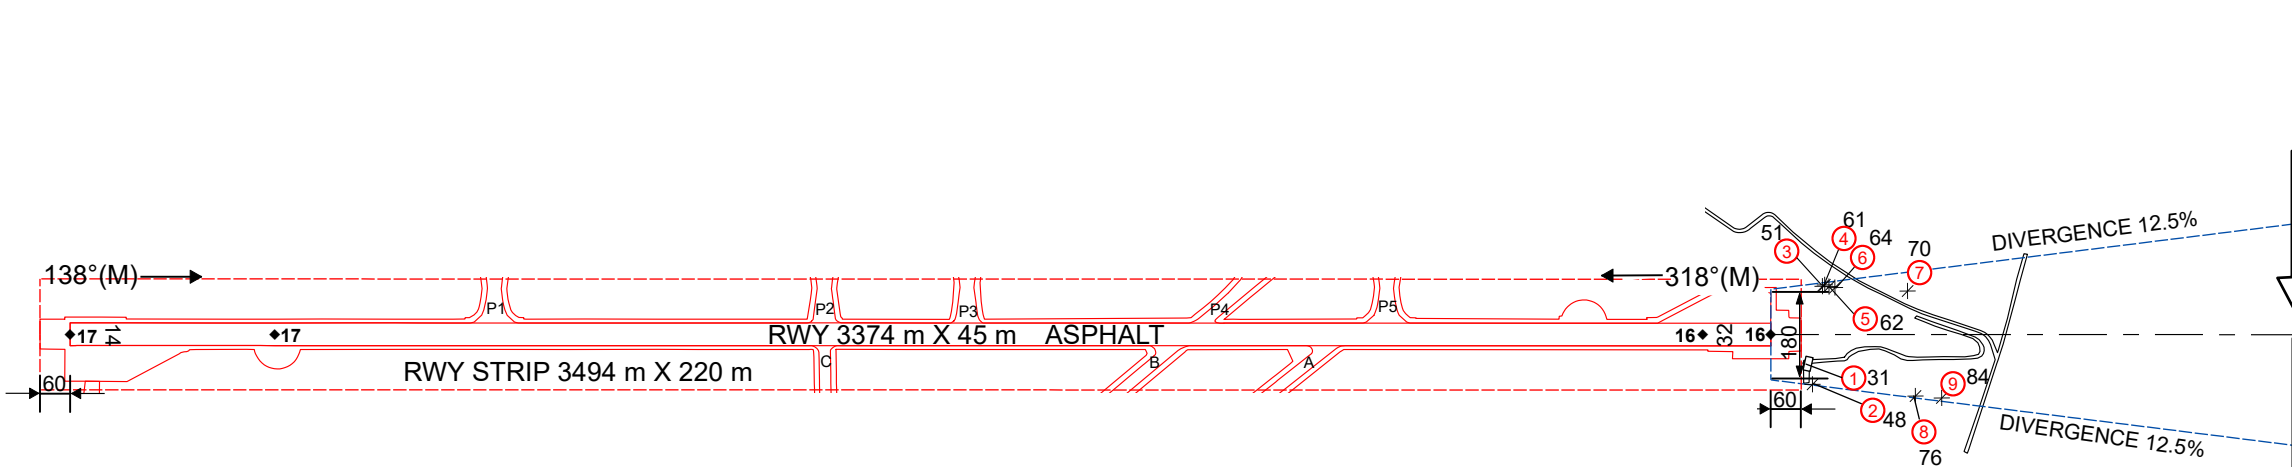 DIVERGENCE 12.5%
61
51
3
4
64
6
70
7
138°(M)
318°(M)
P1
P2
P3
P4
P5
5
62
17
14
17
RWY 3374 m X 45 m ASPHALT
16
32
16
180
C
B
A
RWY STRIP 3494 m X 220 m
60
1
31
9
84
60
2
48
8
76
DIVERGENCE 12.5%